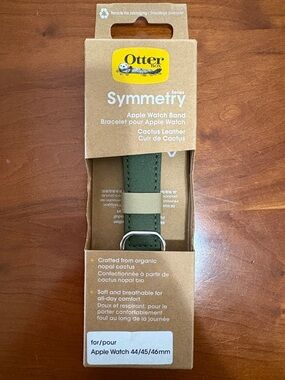 Otter
BOX
Symmetry
Series
Apple Watch Band
Bracelet pour Apple Watch
Cactus Leather
Cuir de Cactus
• Crafted from organic
nopal cactus
Confectionnée à partir de
cactus nopal bio
• Soft and breathable for
all-day comfort
Doux et respirant, pour le
porter confortablement
tout au long de la journée
for/pour
Apple Watch 44/45/46mm